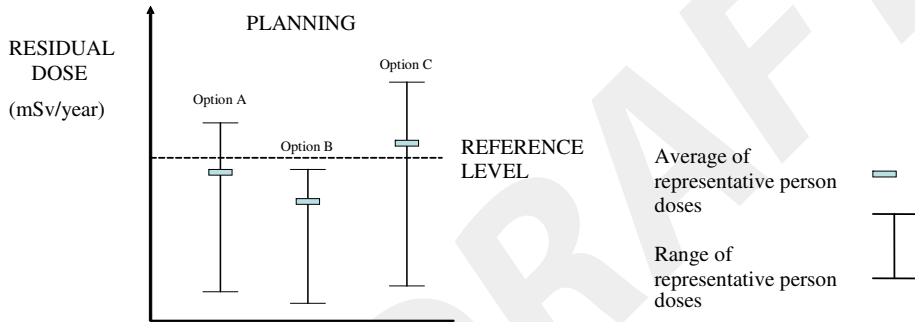 PLANNING
RESIDUAL
DOSE
(mSv/year)
Option A
Option B
Option C
REFERENCE
LEVEL
Average of
representative person
doses
Range of
representative person
doses
DRAFT